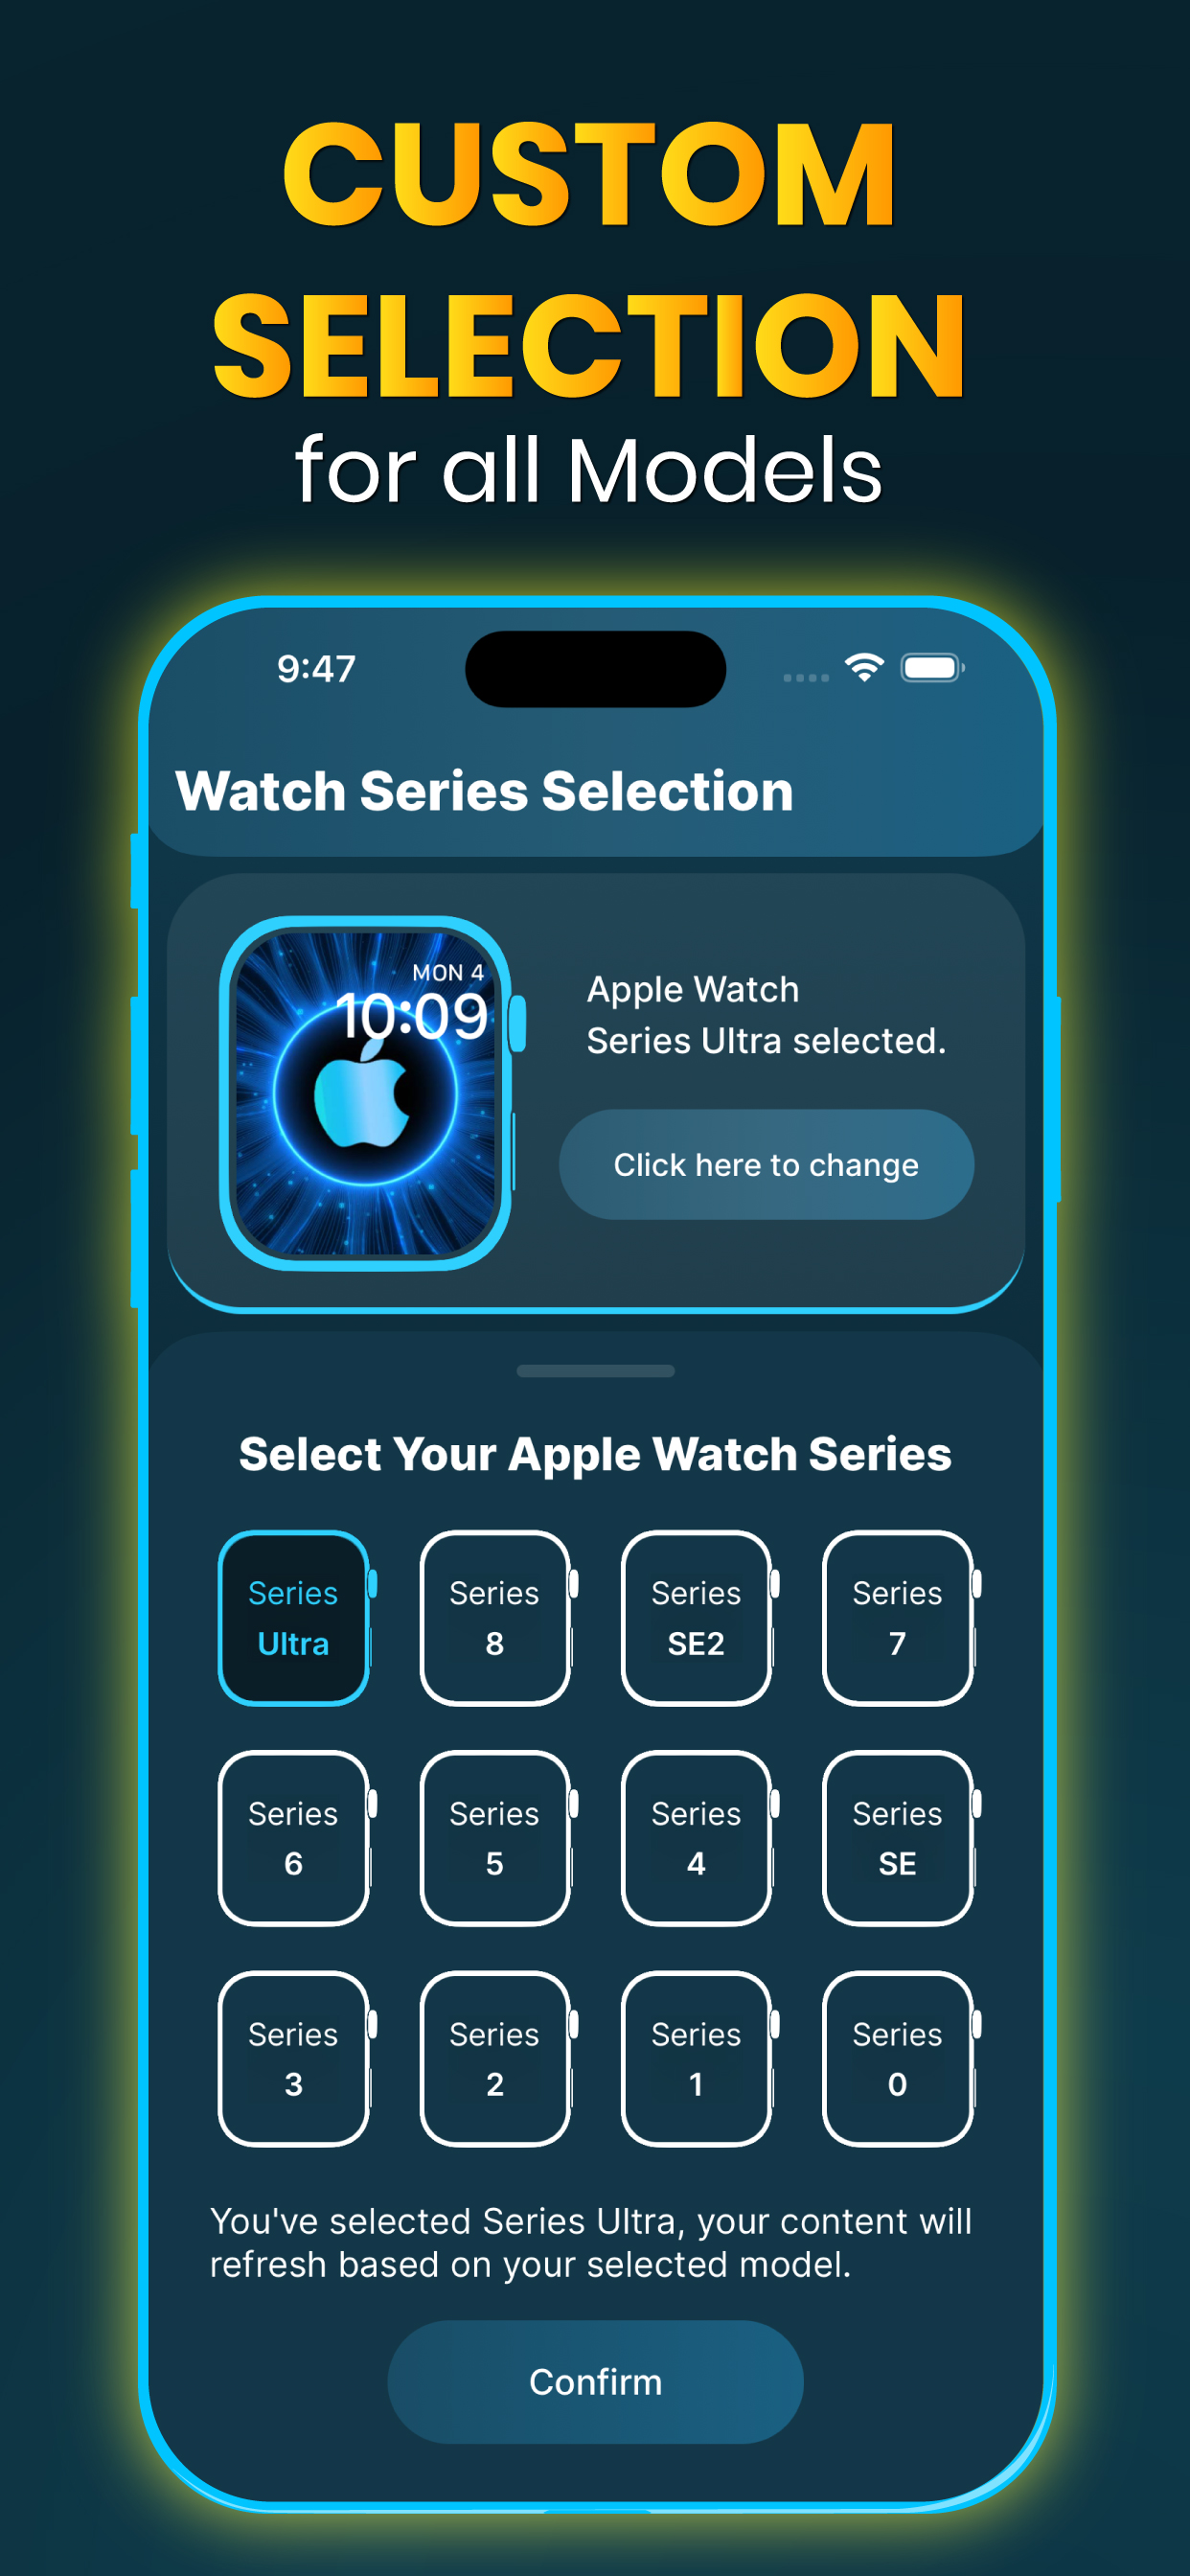 CUSTOM
SELECTION
for all Models
9:47
Watch Series Selection
MON 4
10:09
Apple Watch
Series Ultra selected.
Click here to change
Select Your Apple Watch Series
Series
Ultra
Series
8
Series
SE2
Series
7
Series
6
Series
5
Series
4
Series
SE
Series
3
Series
2
Series
1
Series
0
You've selected Series Ultra, your content will
refresh based on your selected model.
Confirm